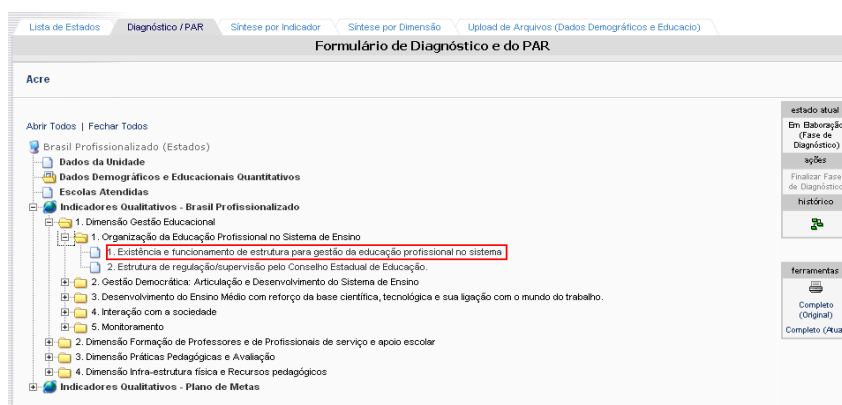 Lista de Estados Diagnóstico / PAR Síntese por Indicador Síntese por Dimensão Upload de Arquivos (Dados Demográficos e Educacio)
Formulário de Diagnóstico e do PAR
Acre
Abrir Todos | Fechar Todos
Brasil Profissionalizado (Estados)
Dados da Unidade
Dados Demográficos e Educacionais Quantitativos
Escolas Atendidas
Indicadores Qualitativos - Brasil Profissionalizado
1. Dimensão Gestão Educacional
1. Organização da Educação Profissional no Sistema de Ensino
1. Existência e funcionamento de estrutura para gestão da educação profissional no sistema
2. Estrutura de regulação/supervisão pelo Conselho Estadual de Educação.
2. Gestão Democrática: Articulação e Desenvolvimento do Sistema de Ensino
3. Desenvolvimento do Ensino Médio com reforço da base científica, tecnológica e sua ligação com o mundo do trabalho.
4. Interação com a sociedade
5. Monitoramento
2. Dimensão Formação de Professores e de Profissionais de serviço e apoio escolar
3. Dimensão Práticas Pedagógicas e Avaliação
4. Dimensão Infra-estrutura física e Recursos pedagógicos
Indicadores Qualitativos - Plano de Metas
estado atual
Em Elaboração
(Fase de
Diagnóstico)
ações
Finalizar Fase
de Diagnóstico
histórico
ferramentas
Completo
(Original)
Completo (Atua